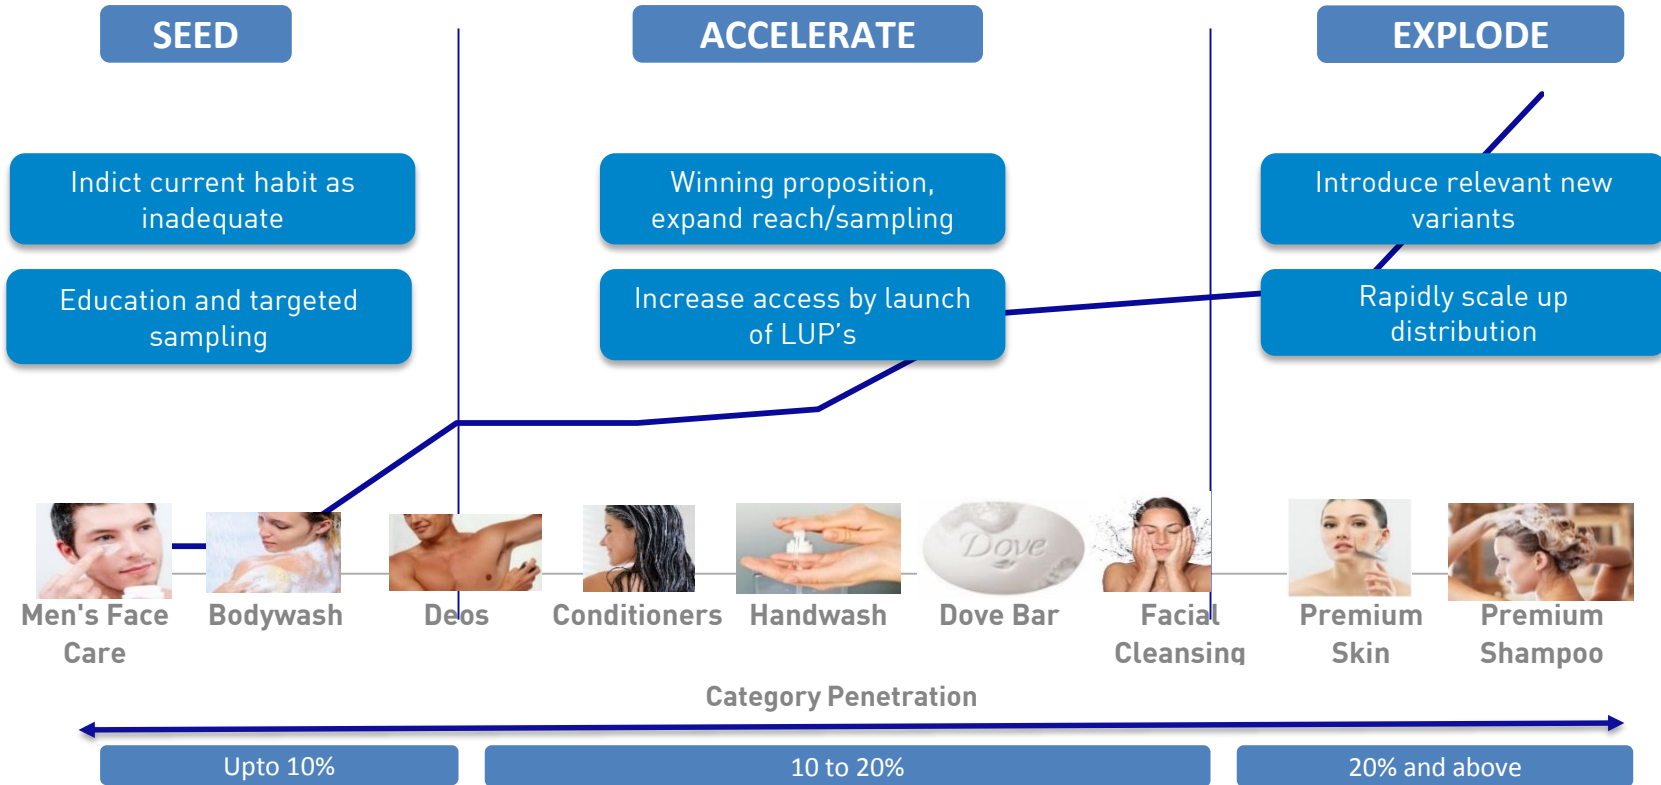 SEED
ACCELERATE
EXPLODE
Indict current habit as
inadequate
Winning proposition,
expand reach/sampling
Introduce relevant new
variants
Education and targeted
sampling
Increase access by launch
of LUP's
Rapidly scale up
distribution
Dove
Men's Face
Care
Bodywash
Deos
Conditioners
Handwash
Dove Bar
Facial
Cleansing
Premium
Skin
Premium
Shampoo
Category Penetration
Upto 10%
10 to 20%
20% and above